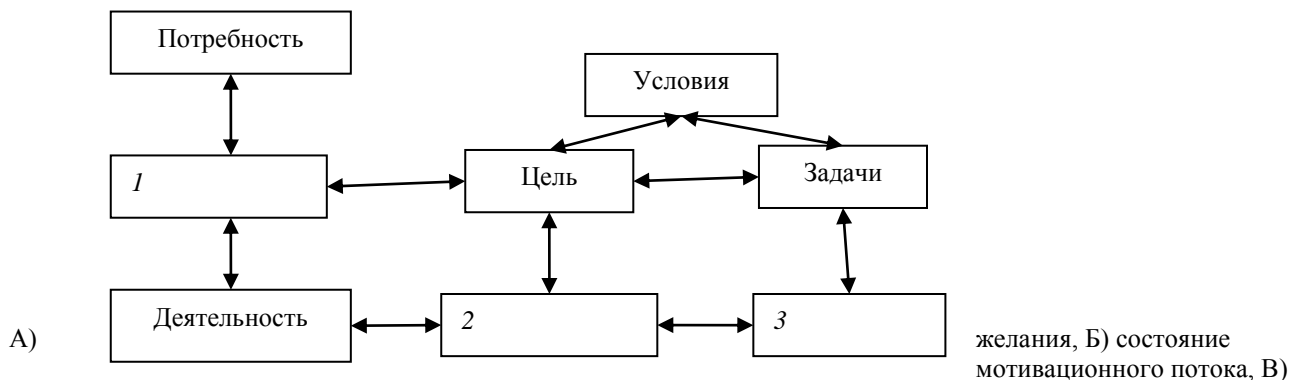 Потребность
Условия
1
Цель
Задачи
Деятельность
2
3
А)
желания, Б) состояние
мотивационного потока, В)